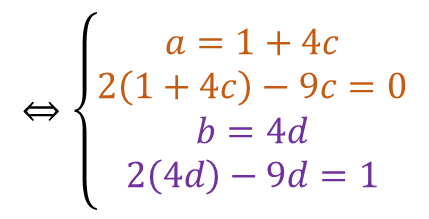 a = 1 + 4c
⇔ { 2(1 + 4c) − 9c = 0
b = 4d
2(4d) − 9d = 1